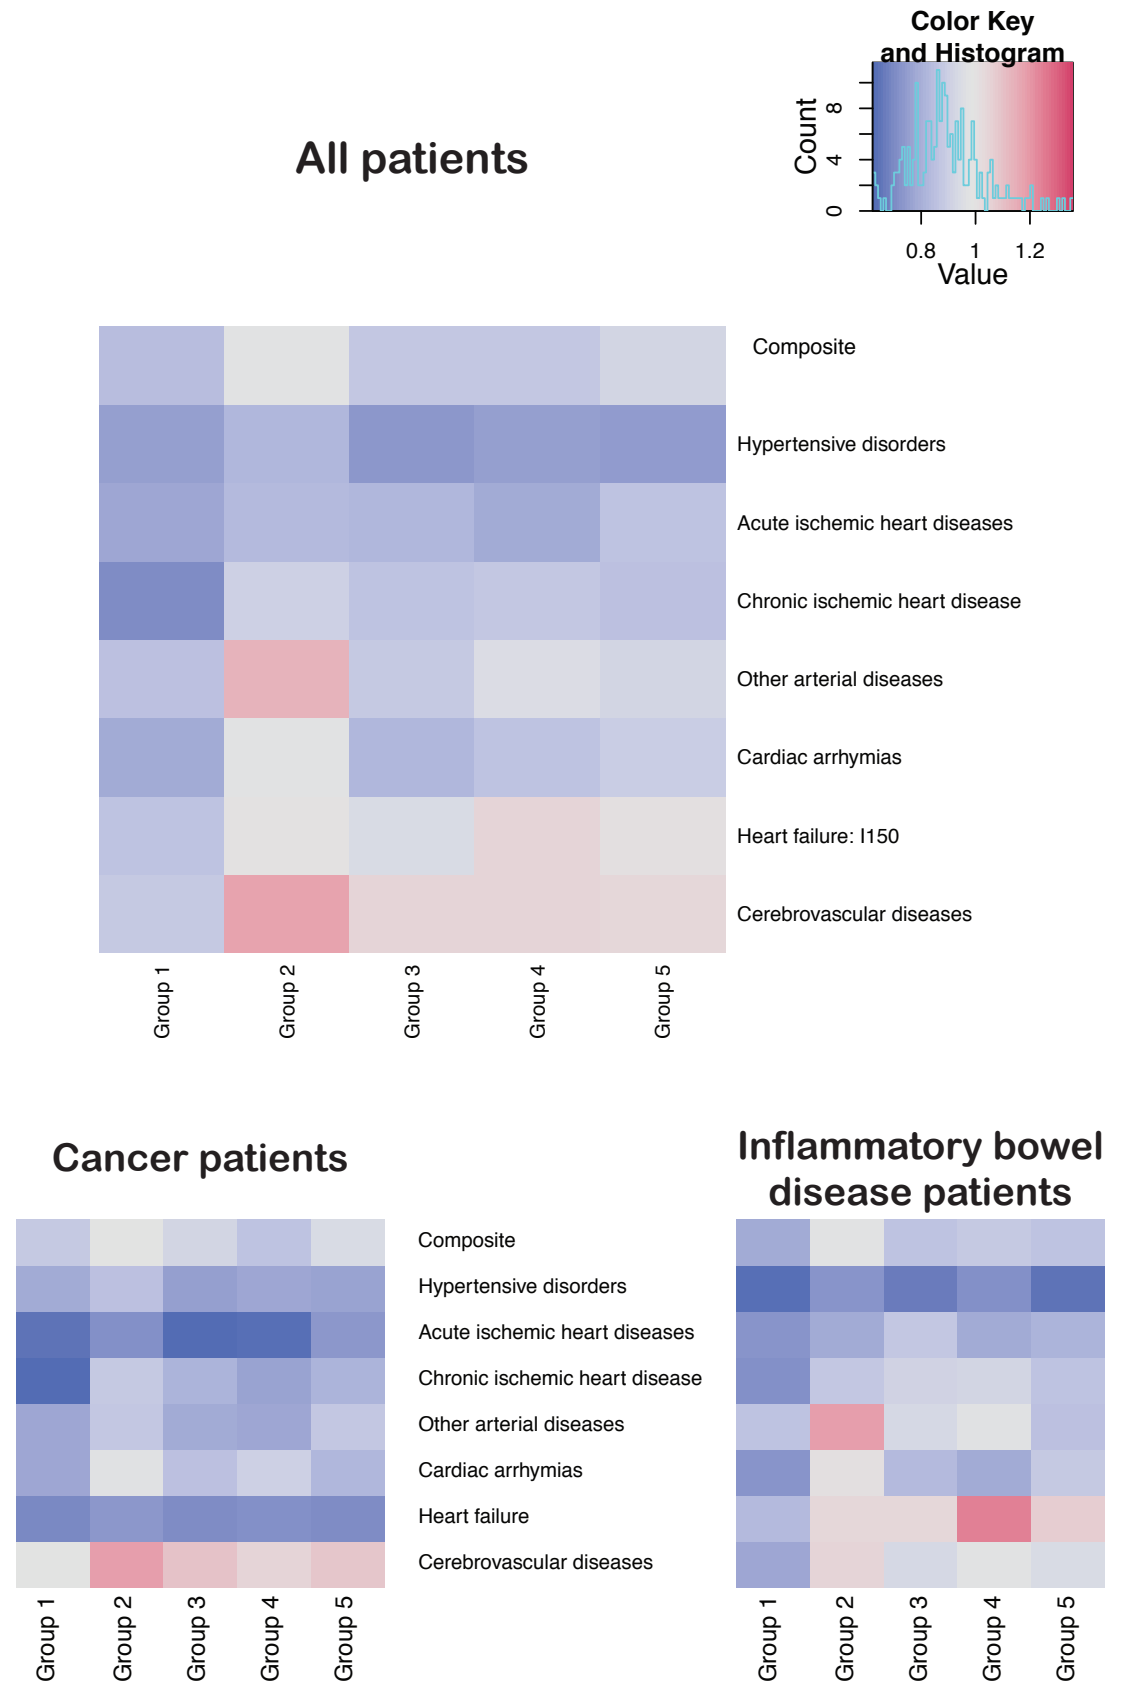 Color Key
and Histogram
Count
0 4 8
0.8 1 1.2
Value
All patients
Composite
Hypertensive disorders
Acute ischemic heart diseases
Chronic ischemic heart disease
Other arterial diseases
Cardiac arrhymias
Heart failure: I150
Cerebrovascular diseases
Group 1
Group 2
Group 3
Group 4
Group 5
Cancer patients
Composite
Hypertensive disorders
Acute ischemic heart diseases
Chronic ischemic heart disease
Other arterial diseases
Cardiac arrhymias
Heart failure
Cerebrovascular diseases
Group 1
Group 2
Group 3
Group 4
Group 5
Inflammatory bowel
disease patients
Group 1
Group 2
Group 3
Group 4
Group 5